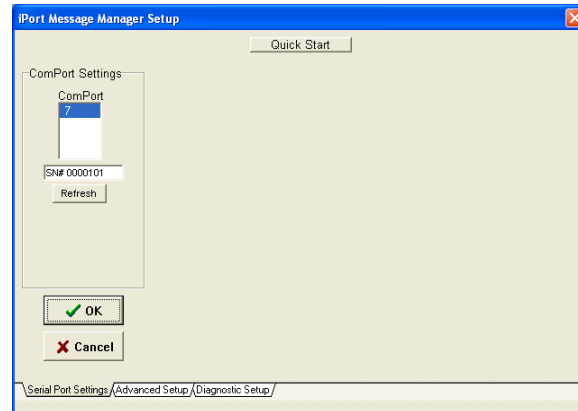 iPort Message Manager Setup
Quick Start
ComPort Settings
ComPort
7
SN# 0000101
Refresh
OK
Cancel
Serial Port Settings Advanced Setup Diagnostic Setup